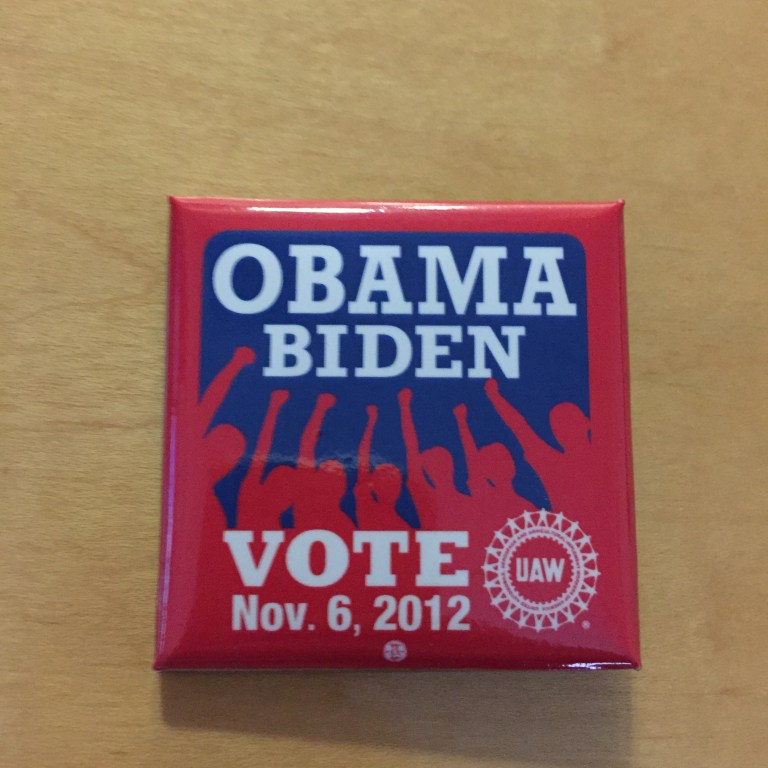 OBAMA
BIDEN
VOTE
Nov. 6, 2012
UAW
®